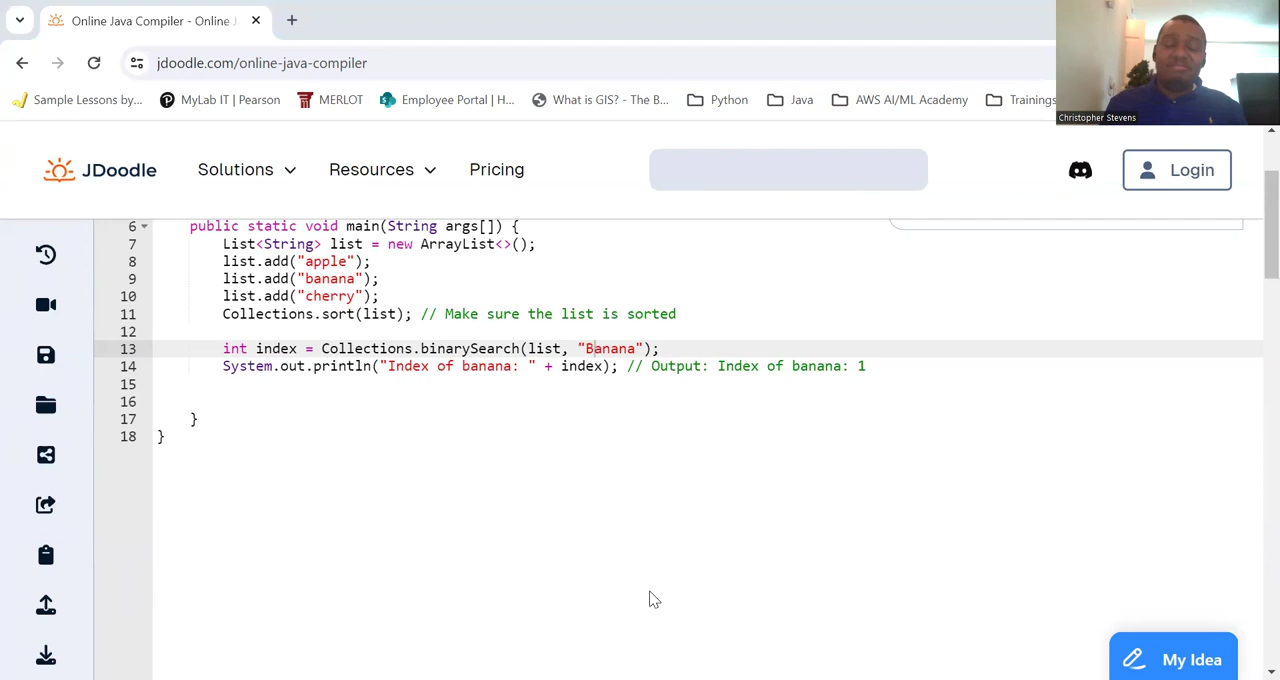 Online Java Compiler - Online J
jdoodle.com/online-java-compiler
Sample Lessons by...
MyLab IT | Pearson
MERLOT
Employee Portal | H...
What is GIS? - The B...
Python
Java
AWS AI/ML Academy
Trainings
Christopher Stevens
JDoodle
Solutions
Resources
Pricing
Login
6 public static void main(String args[]) {
7 List<String> list = new ArrayList<>();
8 list.add("apple");
9 list.add("banana");
10 list.add("cherry");
11 Collections.sort(list); // Make sure the list is sorted
12
13 int index = Collections.binarySearch(list, "Banana");
14 System.out.println("Index of banana: " + index); // Output: Index of banana: 1
15
16
17 }
18 }
My Idea